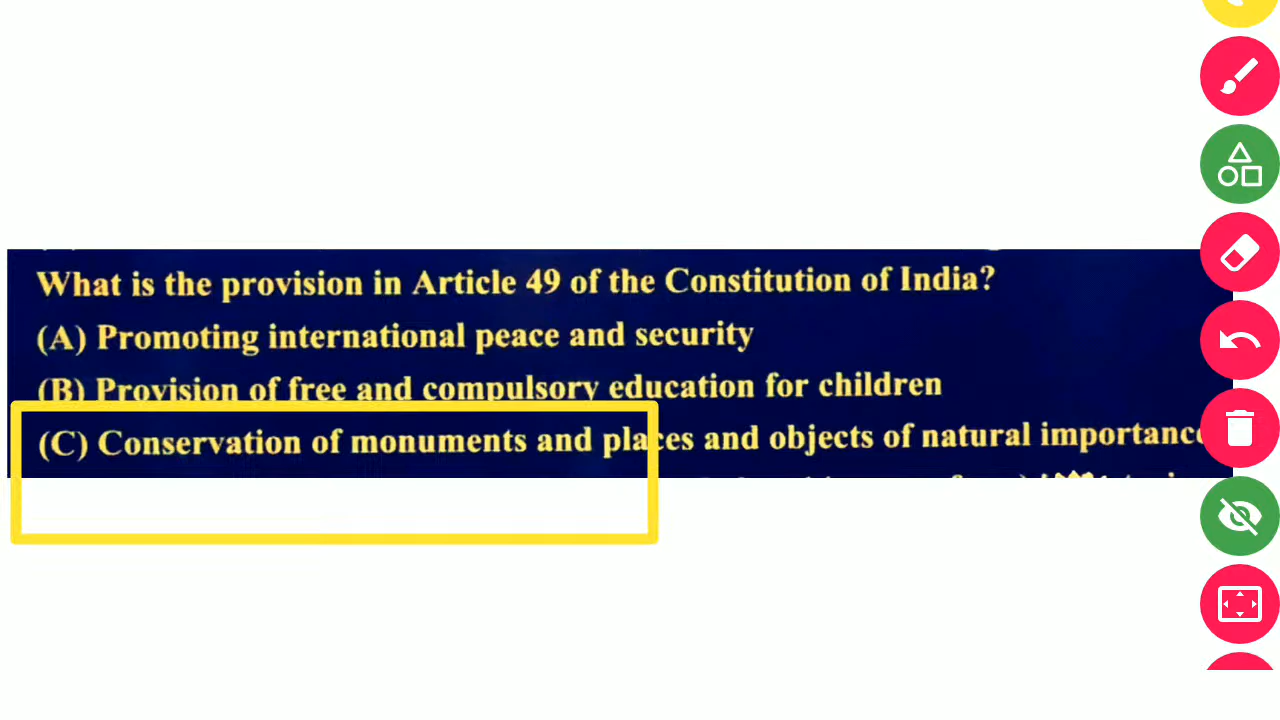 What is the provision in Article 49 of the Constitution of India?
(A) Promoting international peace and security
(B) Provision of free and compulsory education for children
(C) Conservation of monuments and places and objects of natural importance